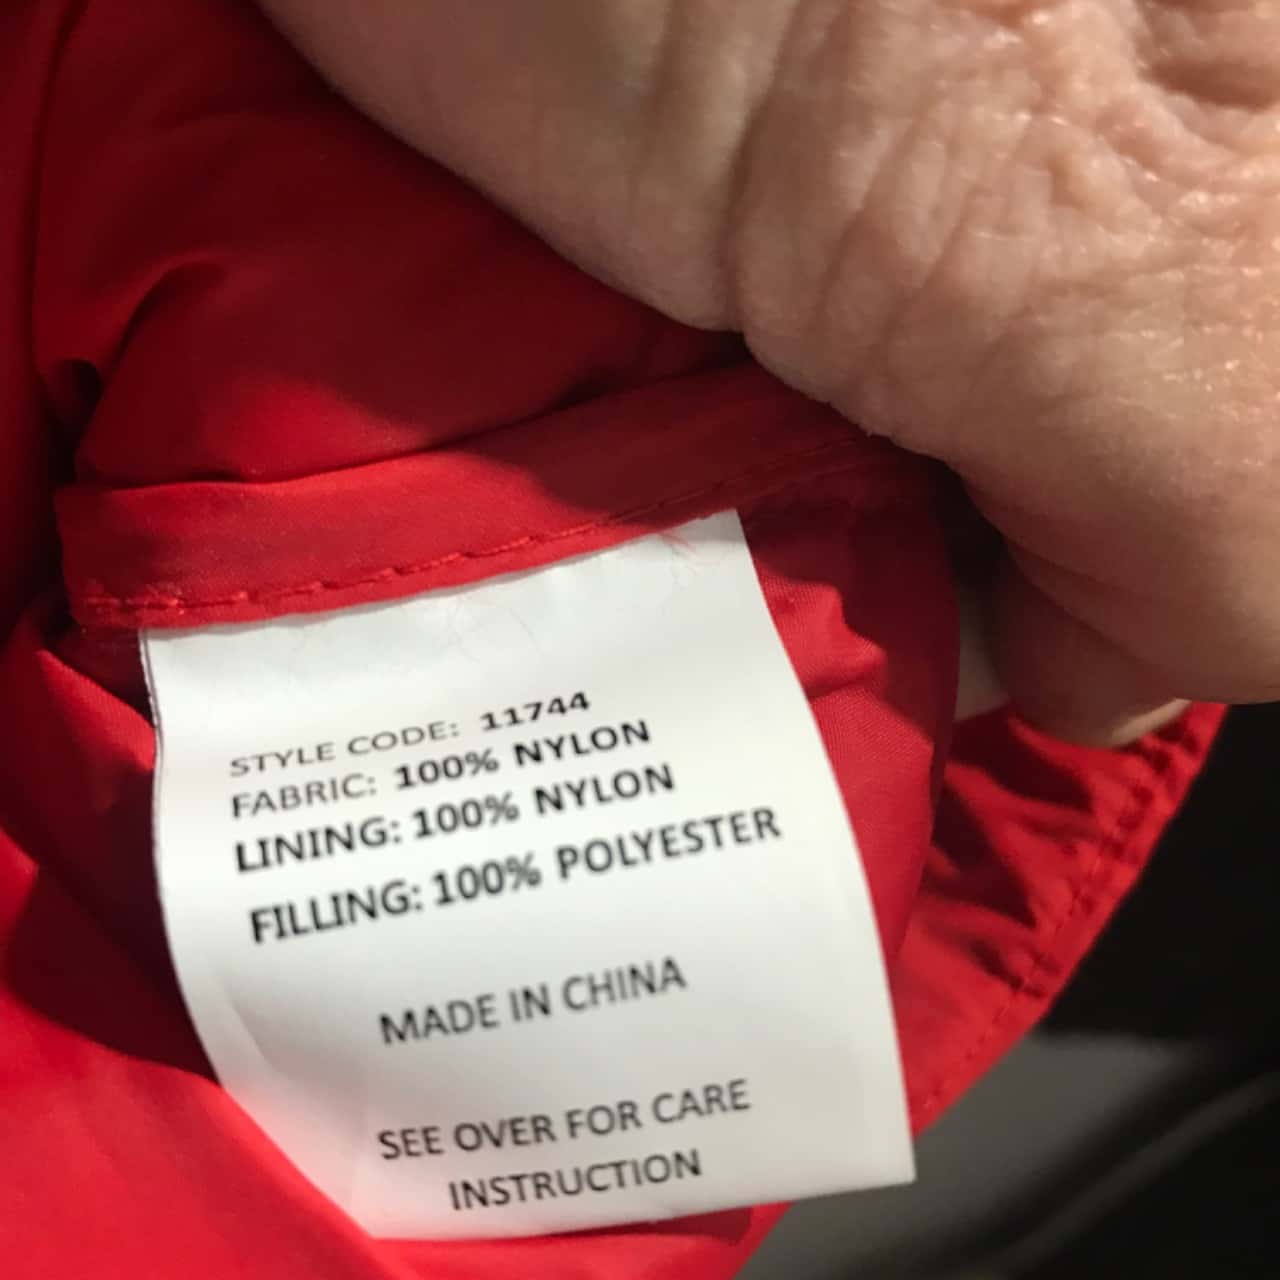 STYLE CODE: 11744
FABRIC: 100% NYLON
LINING: 100% NYLON
FILLING: 100% POLYESTER
MADE IN CHINA
SEE OVER FOR CARE
INSTRUCTION